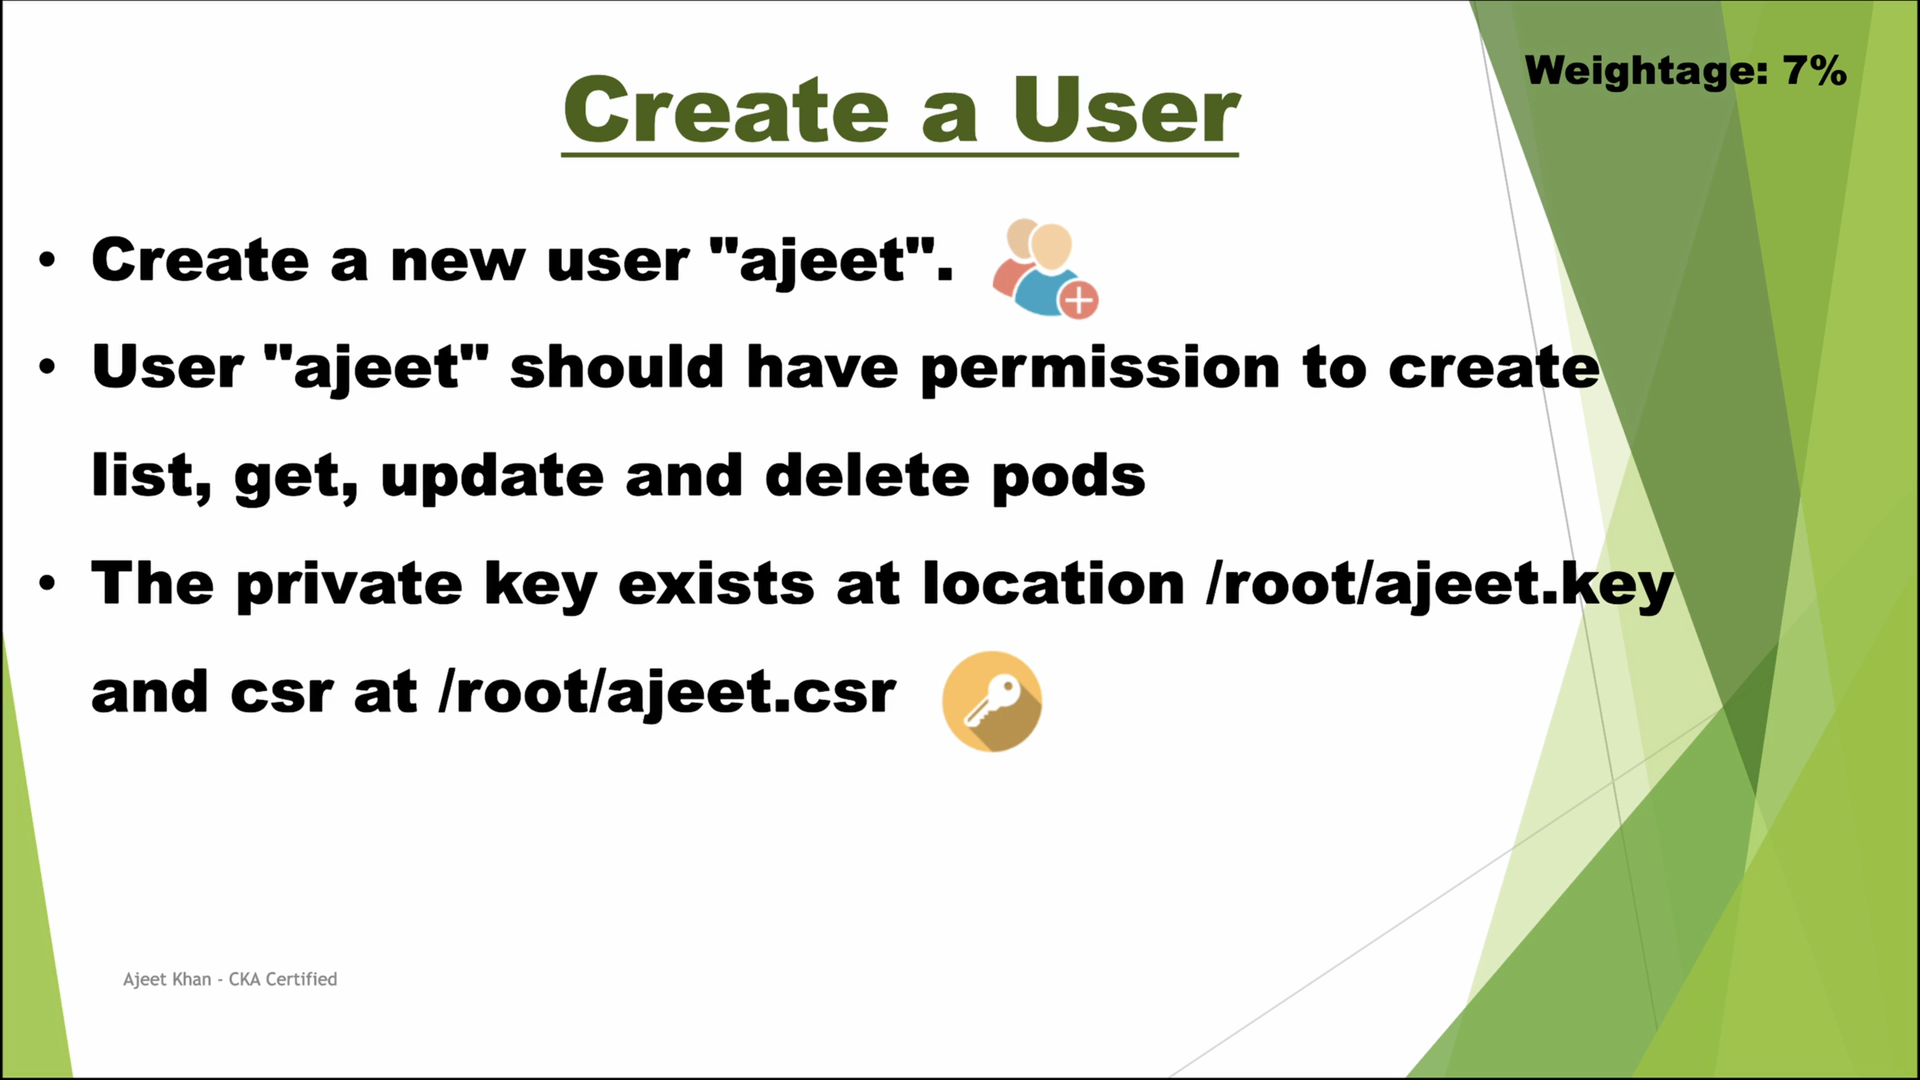 Weightage: 7%
Create a User
• Create a new user "ajeet".
• User "ajeet" should have permission to create
list, get, update and delete pods
• The private key exists at location /root/ajeet.key
and csr at /root/ajeet.csr
Ajeet Khan - CKA Certified